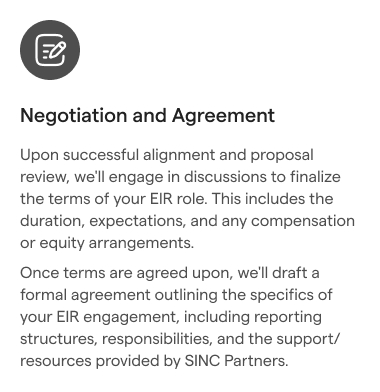 Negotiation and Agreement
Upon successful alignment and proposal
review, we'll engage in discussions to finalize
the terms of your EIR role. This includes the
duration, expectations, and any compensation
or equity arrangements.
Once terms are agreed upon, we'll draft a
formal agreement outlining the specifics of
your EIR engagement, including reporting
structures, responsibilities, and the support/
resources provided by SINC Partners.